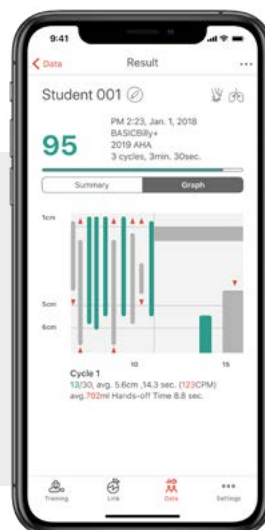 9:41
Data Result
Student 001
95
PM 2:23, Jan. 1, 2018
BASICBilly+
2019 AHA
3 cycles, 3min. 30sec.
Summary Graph
1cm
5cm
6cm
10 15
Cycle 1
13/30, avg. 5.6cm ,14.3 sec. (123CPM)
avg.702ml Hands-off Time 8.8 sec.
Training Link Data Settings